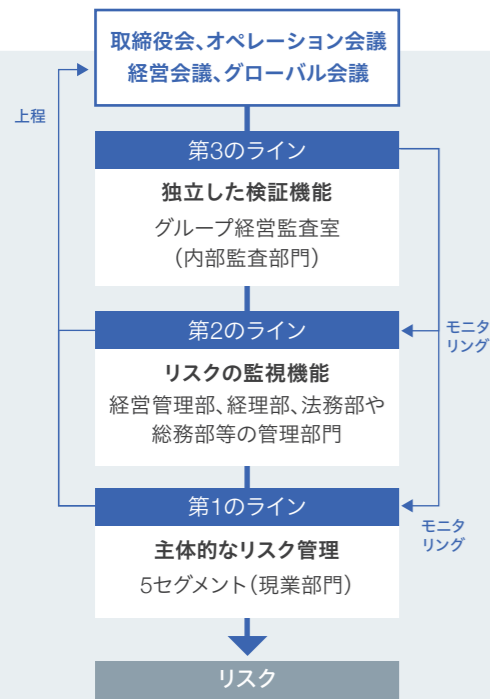 取締役会、オペレーション会議
経営会議、グローバル会議
上程
第3のライン
独立した検証機能
グループ経営監査室
（内部監査部門）
第2のライン
モニタ
リング
リスクの監視機能
経営管理部、経理部、法務部や
総務部等の管理部門
第1のライン
モニタ
リング
主体的なリスク管理
5セグメント（現業部門）
リスク